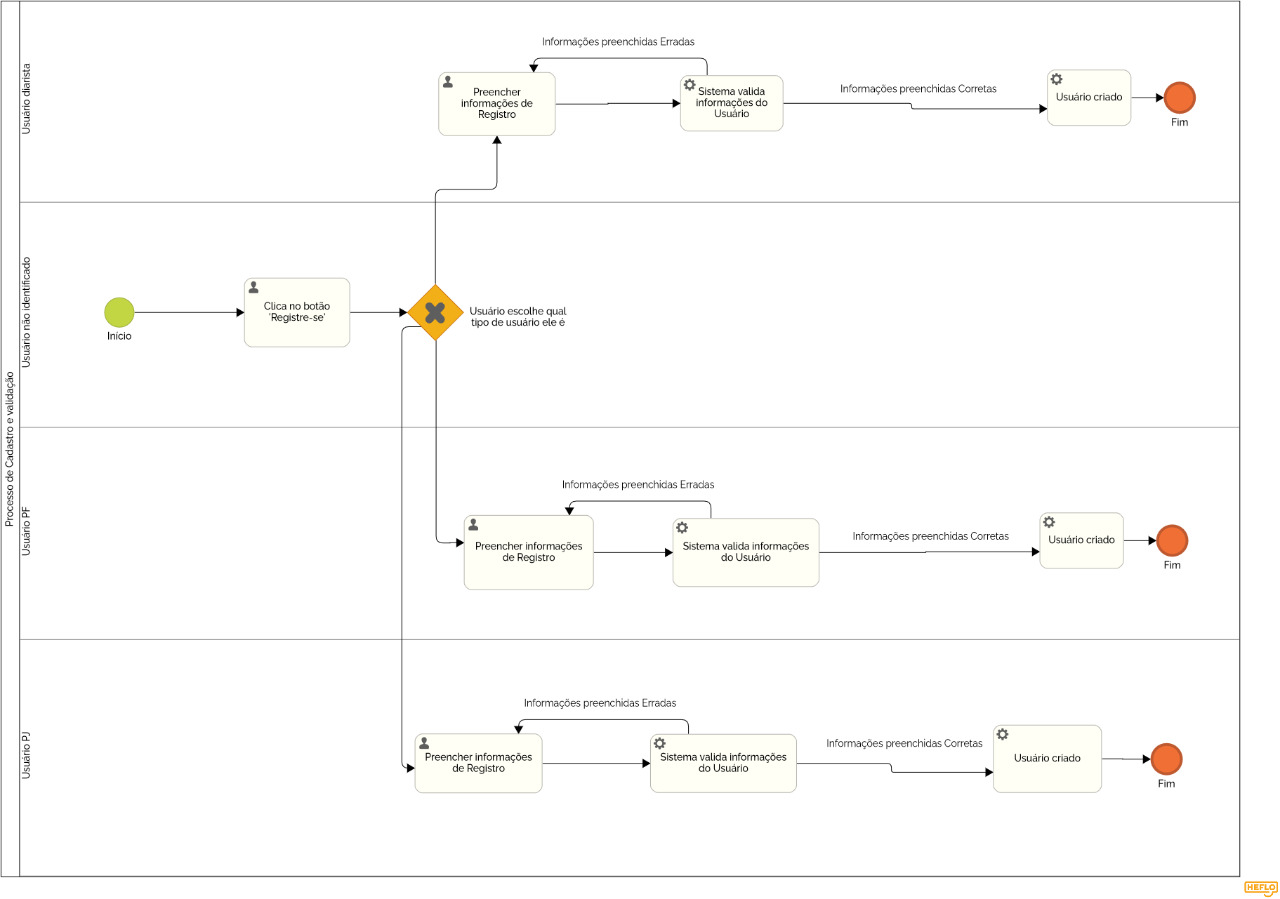 Processo de Cadastro e validação
Usuário diarista
Informações preenchidas Erradas
Preencher
informações de
Registro
Sistema valida
informações do
Usuário
Informações preenchidas Corretas
Usuário criado
Fim
Usuário não identificado
Início
Clica no botão
'Registre-se'
Usuário escolhe qual
tipo de usuário ele é
Usuário PF
Informações preenchidas Erradas
Preencher informações
de Registro
Sistema valida informações
do Usuário
Informações preenchidas Corretas
Usuário criado
Fim
Usuário PJ
Informações preenchidas Erradas
Preencher informações
de Registro
Sistema valida informações
do Usuário
Informações preenchidas Corretas
Usuário criado
Fim
HEFLO